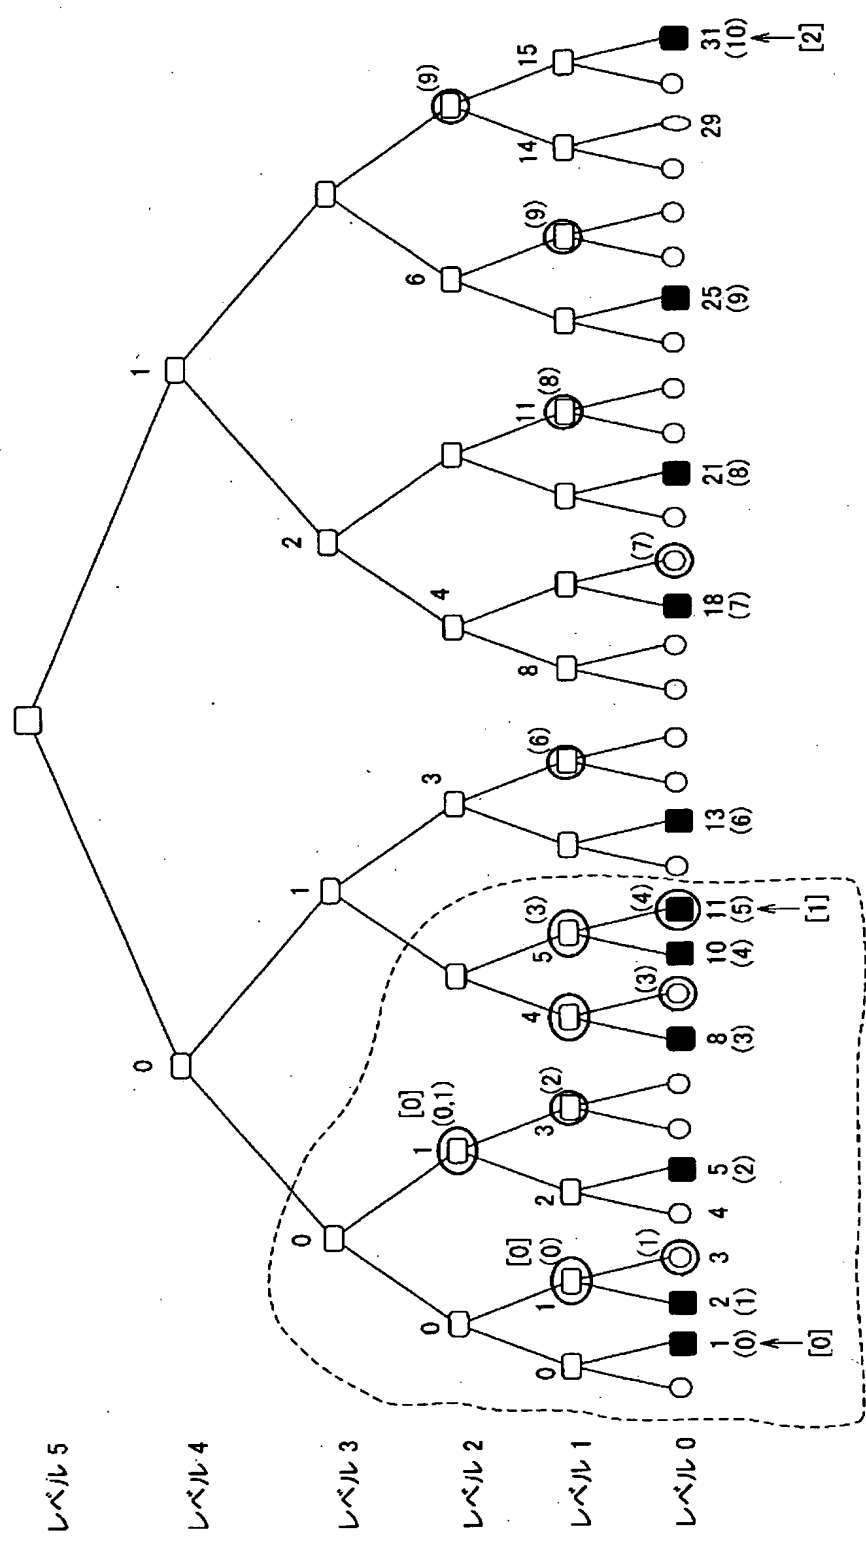 レベル 5
レベル 4 0 1
レベル 3 0 1 2
[0]
レベル 2 0 1 (0,1) 3 4 6 (9)
[0]
レベル 1 0 1 (0) 2 3 (2) 4 5 (3) (6) 8 11 (8) (9) 14 15
レベル 0 (1) (3) (4) (7)
1 2 3 4 5 8 10 11 13 18 21 25 29 31
(0) (1) (2) (3) (4) (5) (6) (7) (8) (9) (10)
[0] [1] [2]